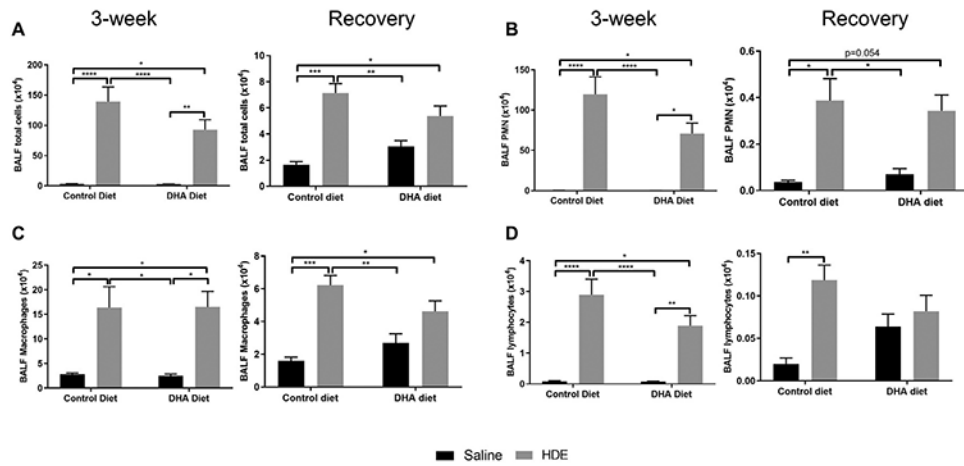 3-week
Recovery
3-week
Recovery
A
BALF total cells (x10⁴)
200
150
100
50
0
*
****
****
**
Control Diet
DHA Diet
BALF total cells (x10⁴)
10
8
6
4
2
0
*
***
**
Control diet
DHA diet
B
BALF PMN (x10⁴)
150
100
50
0
*
****
****
*
Control Diet
DHA Diet
BALF PMN (x10⁴)
0.6
0.4
0.2
0.0
p=0.054
*
*
Control diet
DHA diet
C
BALF Macrophages (x10⁴)
25
20
15
10
5
0
*
*
*
*
Control Diet
DHA Diet
BALF Macrophages (x10⁴)
8
6
4
2
0
*
***
**
Control diet
DHA diet
D
BALF lymphocytes (x10⁴)
5
4
3
2
1
0
*
****
****
**
Control Diet
DHA Diet
BALF lymphocytes (x10⁴)
0.15
0.10
0.05
0.00
**
Control diet
DHA diet
Saline
HDE